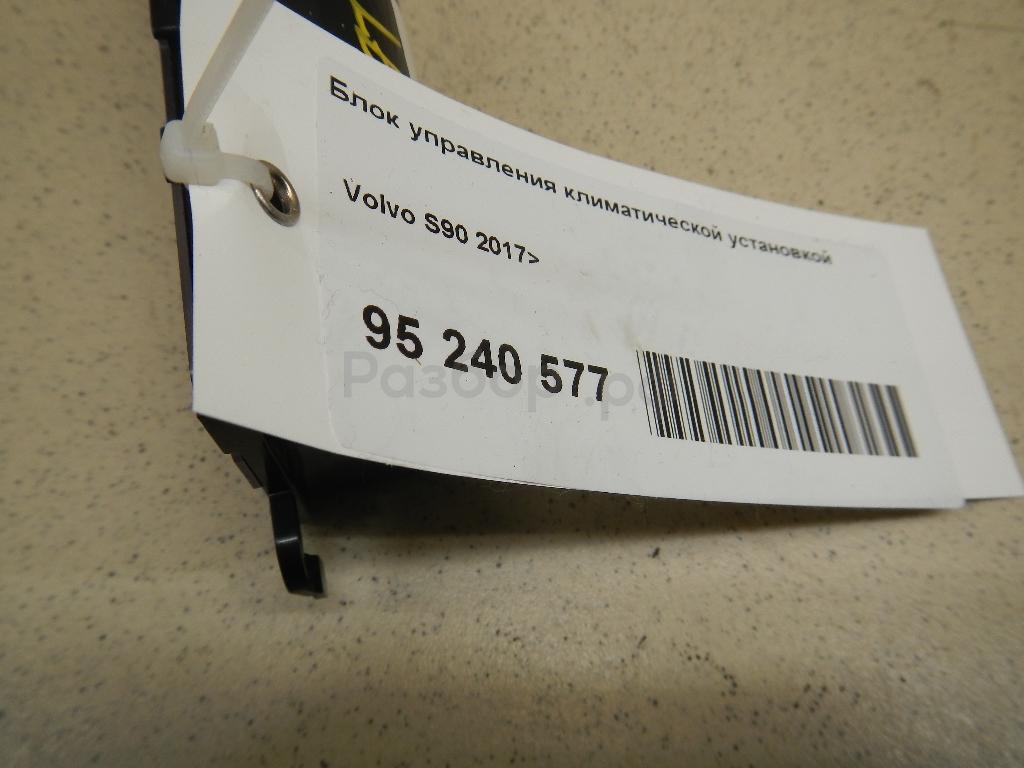 Блок управления климатической установкой
Volvo S90 2017>
95 240 577